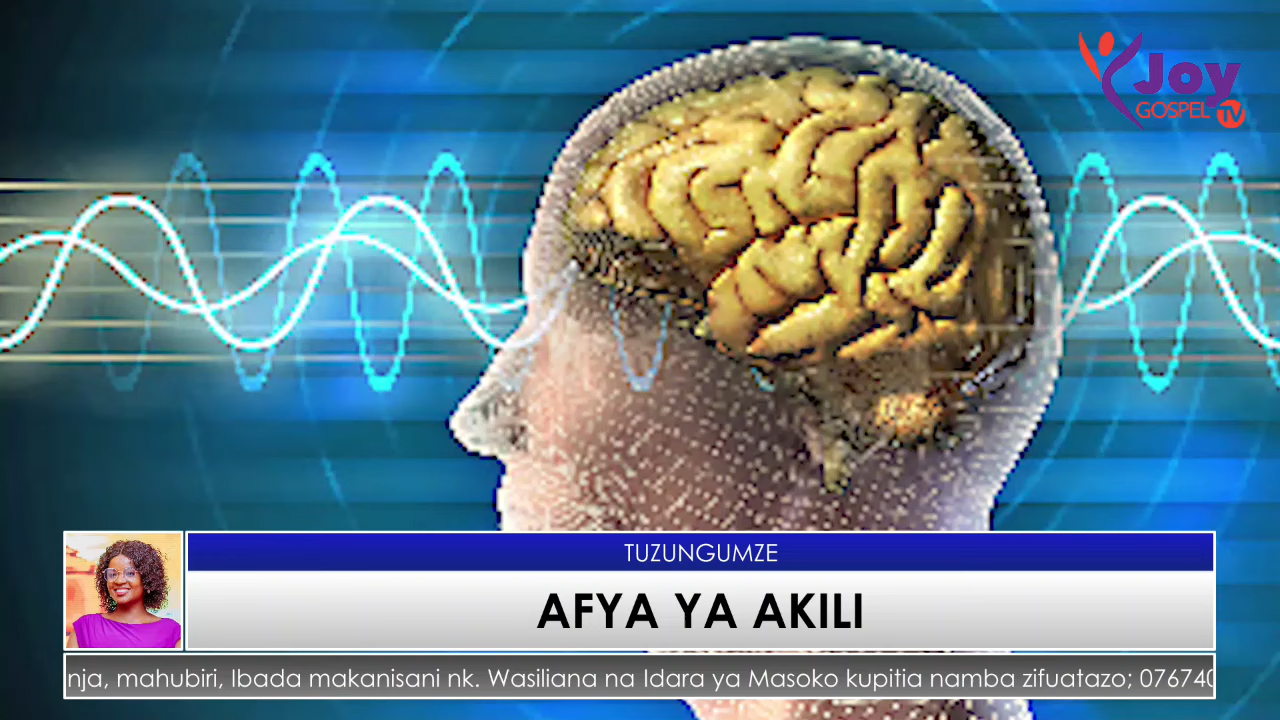 Joy
GOSPEL TV
TUZUNGUMZE
AFYA YA AKILI
nja, mahubiri, Ibada makanisani nk. Wasiliana na Idara ya Masoko kupitia namba zifuatazo; 076740